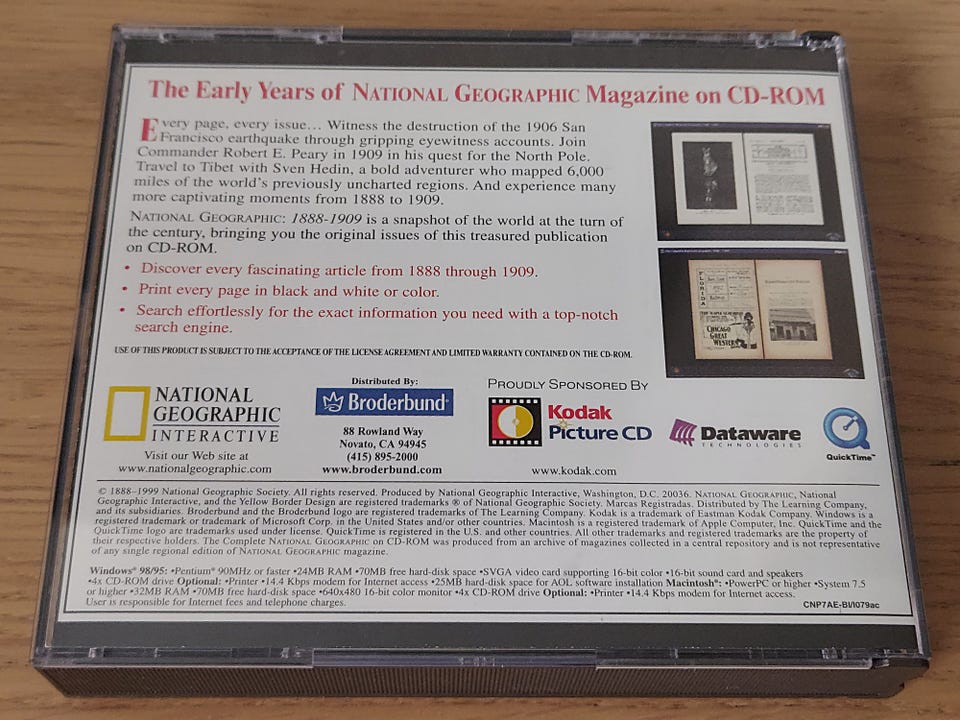 The Early Years of NATIONAL GEOGRAPHIC Magazine on CD-ROM
Every page, every issue… Witness the destruction of the 1906 San
Francisco earthquake through gripping eyewitness accounts. Join
Commander Robert E. Peary in 1909 in his quest for the North Pole.
Travel to Tibet with Sven Hedin, a bold adventurer who mapped 6,000
miles of the world's previously uncharted regions. And experience many
more captivating moments from 1888 to 1909.
NATIONAL GEOGRAPHIC: 1888-1909 is a snapshot of the world at the turn of
the century, bringing you the original issues of this treasured publication
on CD-ROM.
• Discover every fascinating article from 1888 through 1909.
• Print every page in black and white or color.
• Search effortlessly for the exact information you need with a top-notch
search engine.
FLORIDA
CHICAGO
GREAT
WESTERN
USE OF THIS PRODUCT IS SUBJECT TO THE ACCEPTANCE OF THE LICENSE AGREEMENT AND LIMITED WARRANTY CONTAINED ON THE CD-ROM.
NATIONAL
GEOGRAPHIC
INTERACTIVE
Visit our Web site at
www.nationalgeographic.com
Distributed By:
Broderbund®
88 Rowland Way
Novato, CA 94945
(415) 895-2000
www.broderbund.com
PROUDLY SPONSORED BY
Kodak
Picture CD
www.kodak.com
Dataware
TECHNOLOGIES
QuickTime™
© 1888–1999 National Geographic Society. All rights reserved. Produced by National Geographic Interactive, Washington, D.C. 20036. NATIONAL GEOGRAPHIC, National
Geographic Interactive, and the Yellow Border Design are registered trademarks ® of National Geographic Society. Marcas Registradas. Distributed by The Learning Company,
and its subsidiaries. Broderbund and the Broderbund logo are registered trademarks of The Learning Company. Kodak is a trademark of Eastman Kodak Company. Windows is a
registered trademark or trademark of Microsoft Corp. in the United States and/or other countries. Macintosh is a registered trademark of Apple Computer, Inc. QuickTime and the
QuickTime logo are trademarks used under license. QuickTime is registered in the U.S. and other countries. All other trademarks and registered trademarks are the property of
their respective holders. The Complete NATIONAL GEOGRAPHIC on CD-ROM was produced from an archive of magazines collected in a central repository and is not representative
of any single regional edition of NATIONAL GEOGRAPHIC magazine.
Windows® 98/95: •Pentium® 90MHz or faster •24MB RAM •70MB free hard-disk space •SVGA video card supporting 16-bit color •16-bit sound card and speakers
•4x CD-ROM drive Optional: •Printer •14.4 Kbps modem for Internet access •25MB hard-disk space for AOL software installation Macintosh®: •PowerPC or higher •System 7.5
or higher •32MB RAM •70MB free hard-disk space •640x480 16-bit color monitor •4x CD-ROM drive Optional: •Printer •14.4 Kbps modem for Internet access.
User is responsible for Internet fees and telephone charges.
CNP7AE-BI/I079ac